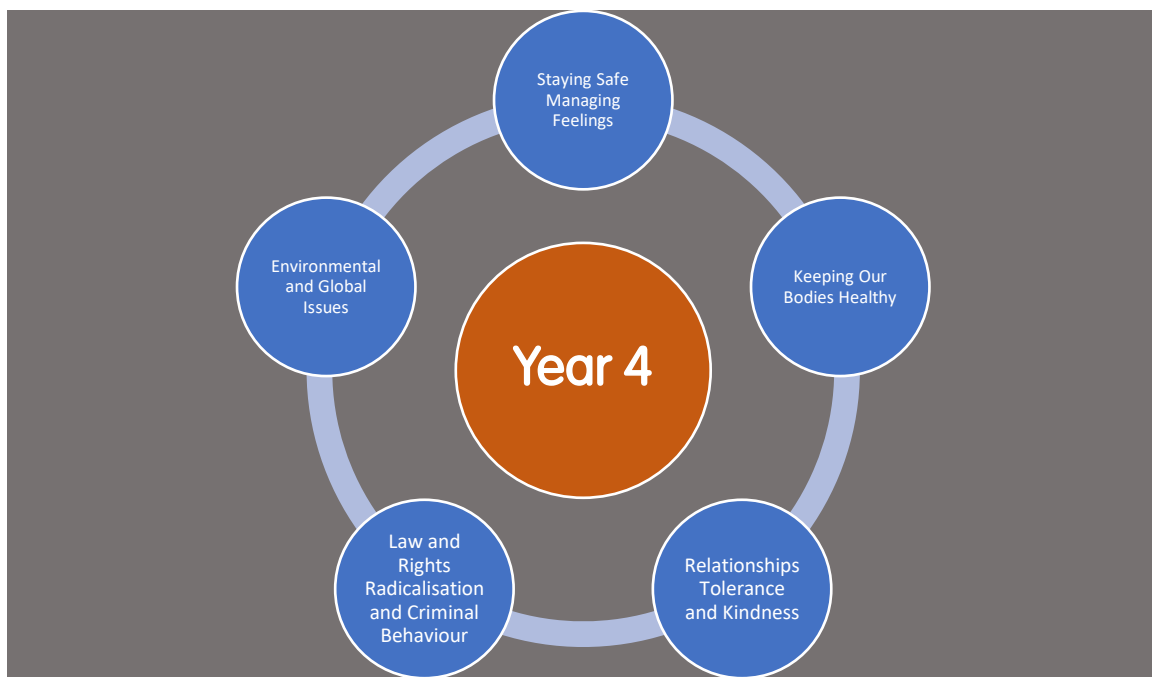 Staying Safe
Managing
Feelings
Keeping Our
Bodies Healthy
Relationships
Tolerance
and Kindness
Law and
Rights
Radicalisation
and Criminal
Behaviour
Environmental
and Global
Issues
Year 4